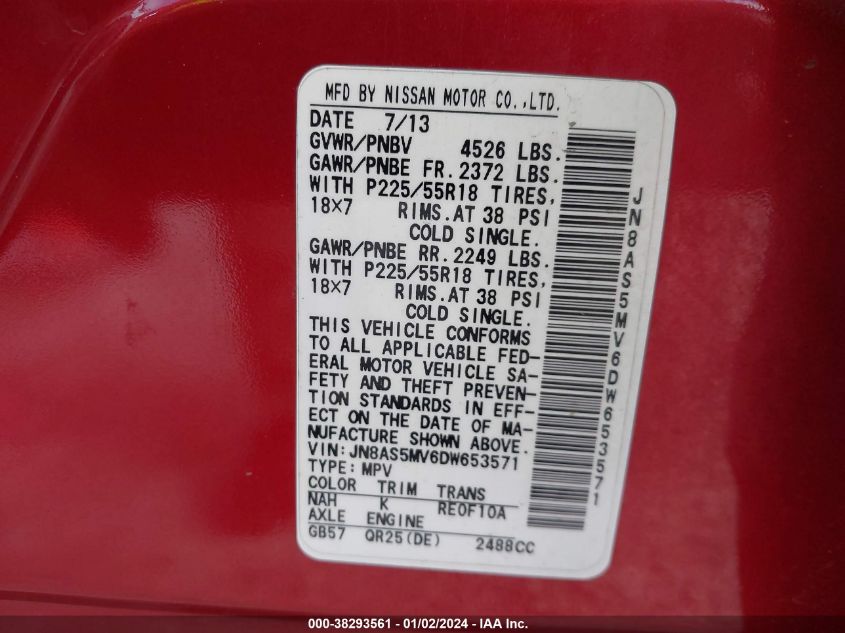 MFD BY NISSAN MOTOR CO.,LTD.
DATE 7/13
GVWR/PNBV 4526 LBS.
GAWR/PNBE FR.2372 LBS.
WITH P225/55R18 TIRES,
18×7 RIMS.AT 38 PSI
COLD SINGLE.
GAWR/PNBE RR.2249 LBS.
WITH P225/55R18 TIRES,
18×7 RIMS.AT 38 PSI
COLD SINGLE.
THIS VEHICLE CONFORMS
TO ALL APPLICABLE FED-
ERAL MOTOR VEHICLE SA-
FETY AND THEFT PREVEN-
TION STANDARDS IN EFF-
ECT ON THE DATE OF MA-
NUFACTURE SHOWN ABOVE.
VIN:JN8AS5MV6DW653571
TYPE:MPV
COLOR TRIM TRANS
NAH K RE0F10A
AXLE ENGINE
GB57 QR25(DE) 2488CC
JN8AS5MV6DW653571
000-38293561 - 01/02/2024 - IAA Holdings, LLC.